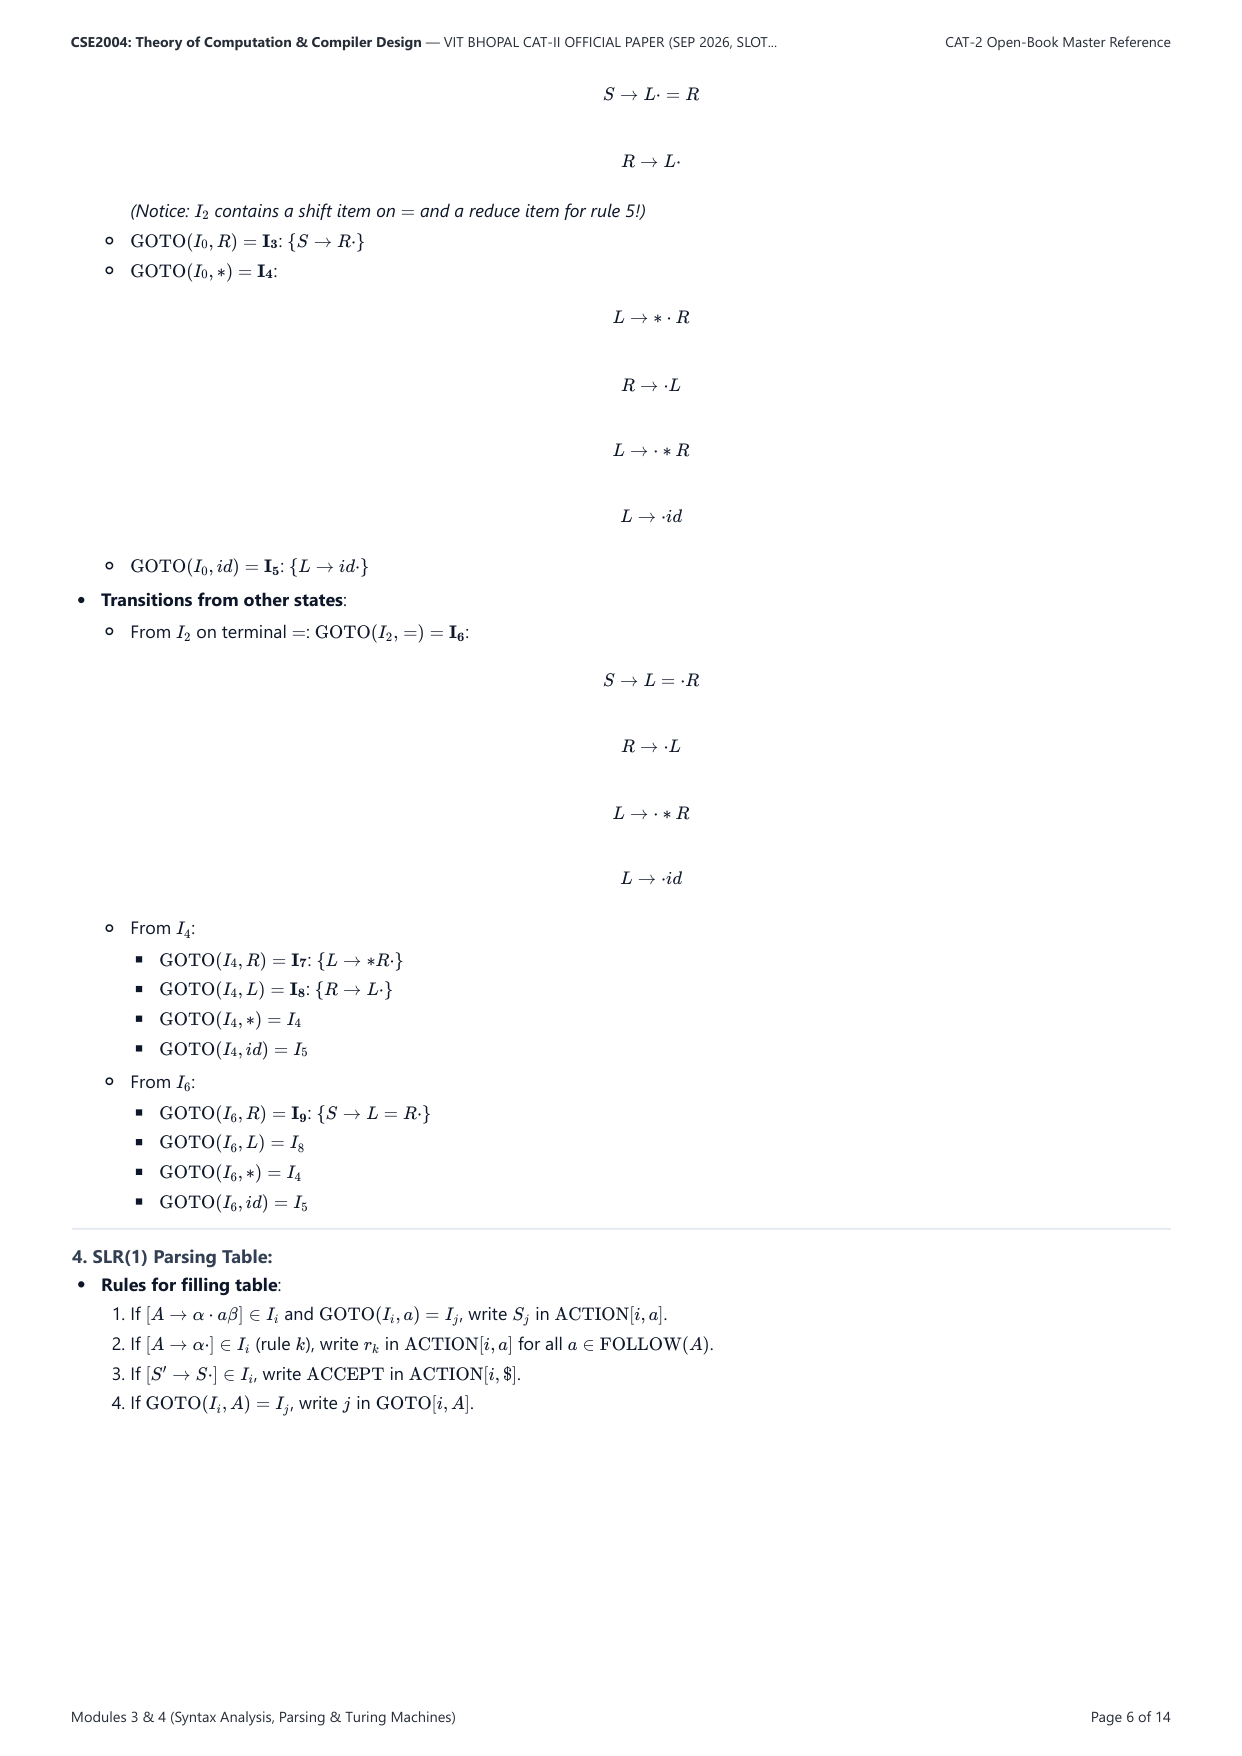 CSE2004: Theory of Computation & Compiler Design — VIT BHOPAL CAT-II OFFICIAL PAPER (SEP 2026, SLOT... CAT-2 Open-Book Master Reference
S → L· = R
R → L·
(Notice: I₂ contains a shift item on = and a reduce item for rule 5!)
GOTO(I₀, R) = I₃: {S → R·}
GOTO(I₀, *) = I₄:
L → * · R
R → ·L
L → · * R
L → ·id
GOTO(I₀, id) = I₅: {L → id·}
• Transitions from other states:
From I₂ on terminal =: GOTO(I₂, =) = I₆:
S → L = ·R
R → ·L
L → · * R
L → ·id
From I₄:
GOTO(I₄, R) = I₇: {L → *R·}
GOTO(I₄, L) = I₈: {R → L·}
GOTO(I₄, *) = I₄
GOTO(I₄, id) = I₅
From I₆:
GOTO(I₆, R) = I₉: {S → L = R·}
GOTO(I₆, L) = I₈
GOTO(I₆, *) = I₄
GOTO(I₆, id) = I₅
4. SLR(1) Parsing Table:
• Rules for filling table:
1. If [A → α · aβ] ∈ Iᵢ and GOTO(Iᵢ, a) = Iⱼ, write Sⱼ in ACTION[i, a].
2. If [A → α·] ∈ Iᵢ (rule k), write rₖ in ACTION[i, a] for all a ∈ FOLLOW(A).
3. If [S′ → S·] ∈ Iᵢ, write ACCEPT in ACTION[i, $].
4. If GOTO(Iᵢ, A) = Iⱼ, write j in GOTO[i, A].
Modules 3 & 4 (Syntax Analysis, Parsing & Turing Machines) Page 6 of 14